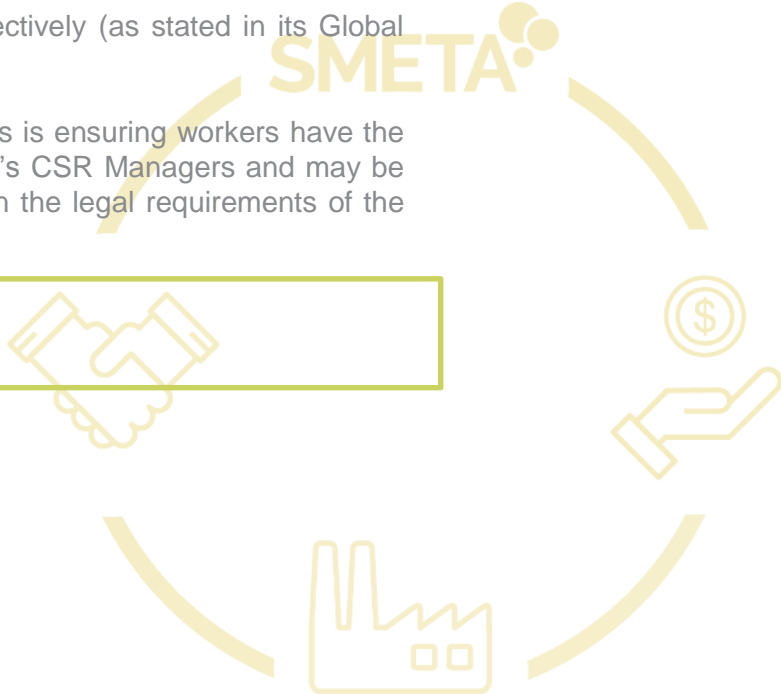 ectively (as stated in its Global
SMETA
s is ensuring workers have the
's CSR Managers and may be
n the legal requirements of the
$